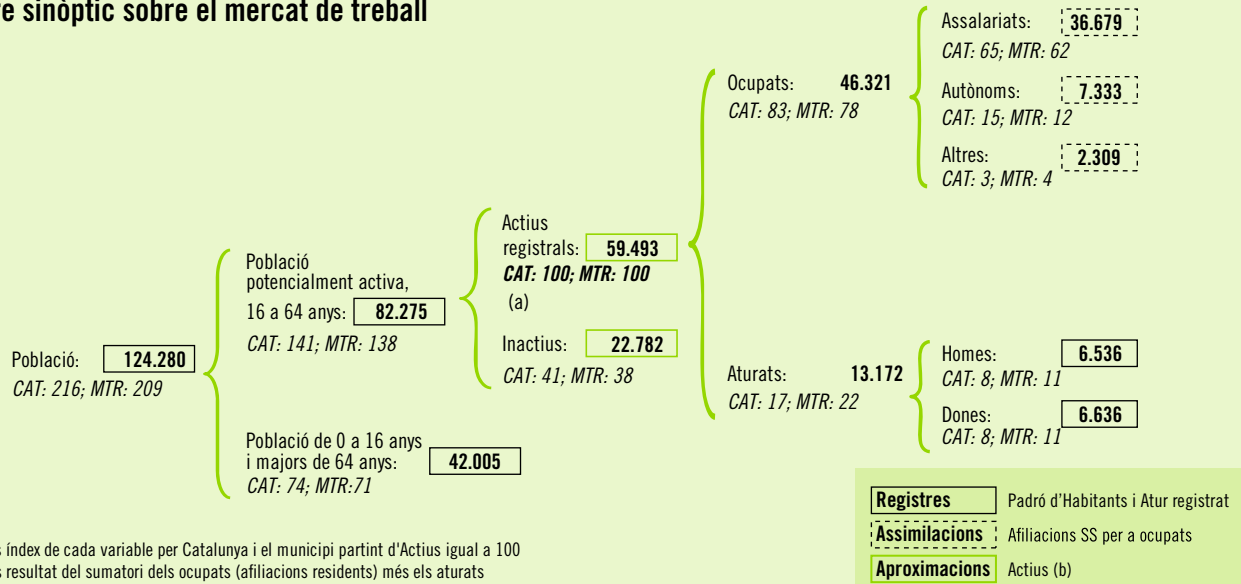 sinòptic sobre el mercat de treball
Població: 124.280
CAT: 216; MTR: 209
Població
potencialment activa,
16 a 64 anys: 82.275
CAT: 141; MTR: 138
Població de 0 a 16 anys
i majors de 64 anys: 42.005
CAT: 74; MTR:71
Actius
registrals: 59.493
CAT: 100; MTR: 100
(a)
Inactius: 22.782
CAT: 41; MTR: 38
Ocupats: 46.321
CAT: 83; MTR: 78
Aturats: 13.172
CAT: 17; MTR: 22
Assalariats: 36.679
CAT: 65; MTR: 62
Autònoms: 7.333
CAT: 15; MTR: 12
Altres: 2.309
CAT: 3; MTR: 4
Homes: 6.536
CAT: 8; MTR: 11
Dones: 6.636
CAT: 8; MTR: 11
Registres Padró d'Habitants i Atur registrat
Assimilacions Afiliacions SS per a ocupats
Aproximacions Actius (b)
índex de cada variable per Catalunya i el municipi partint d'Actius igual a 100
resultat del sumatori dels ocupats (afiliacions residents) més els aturats